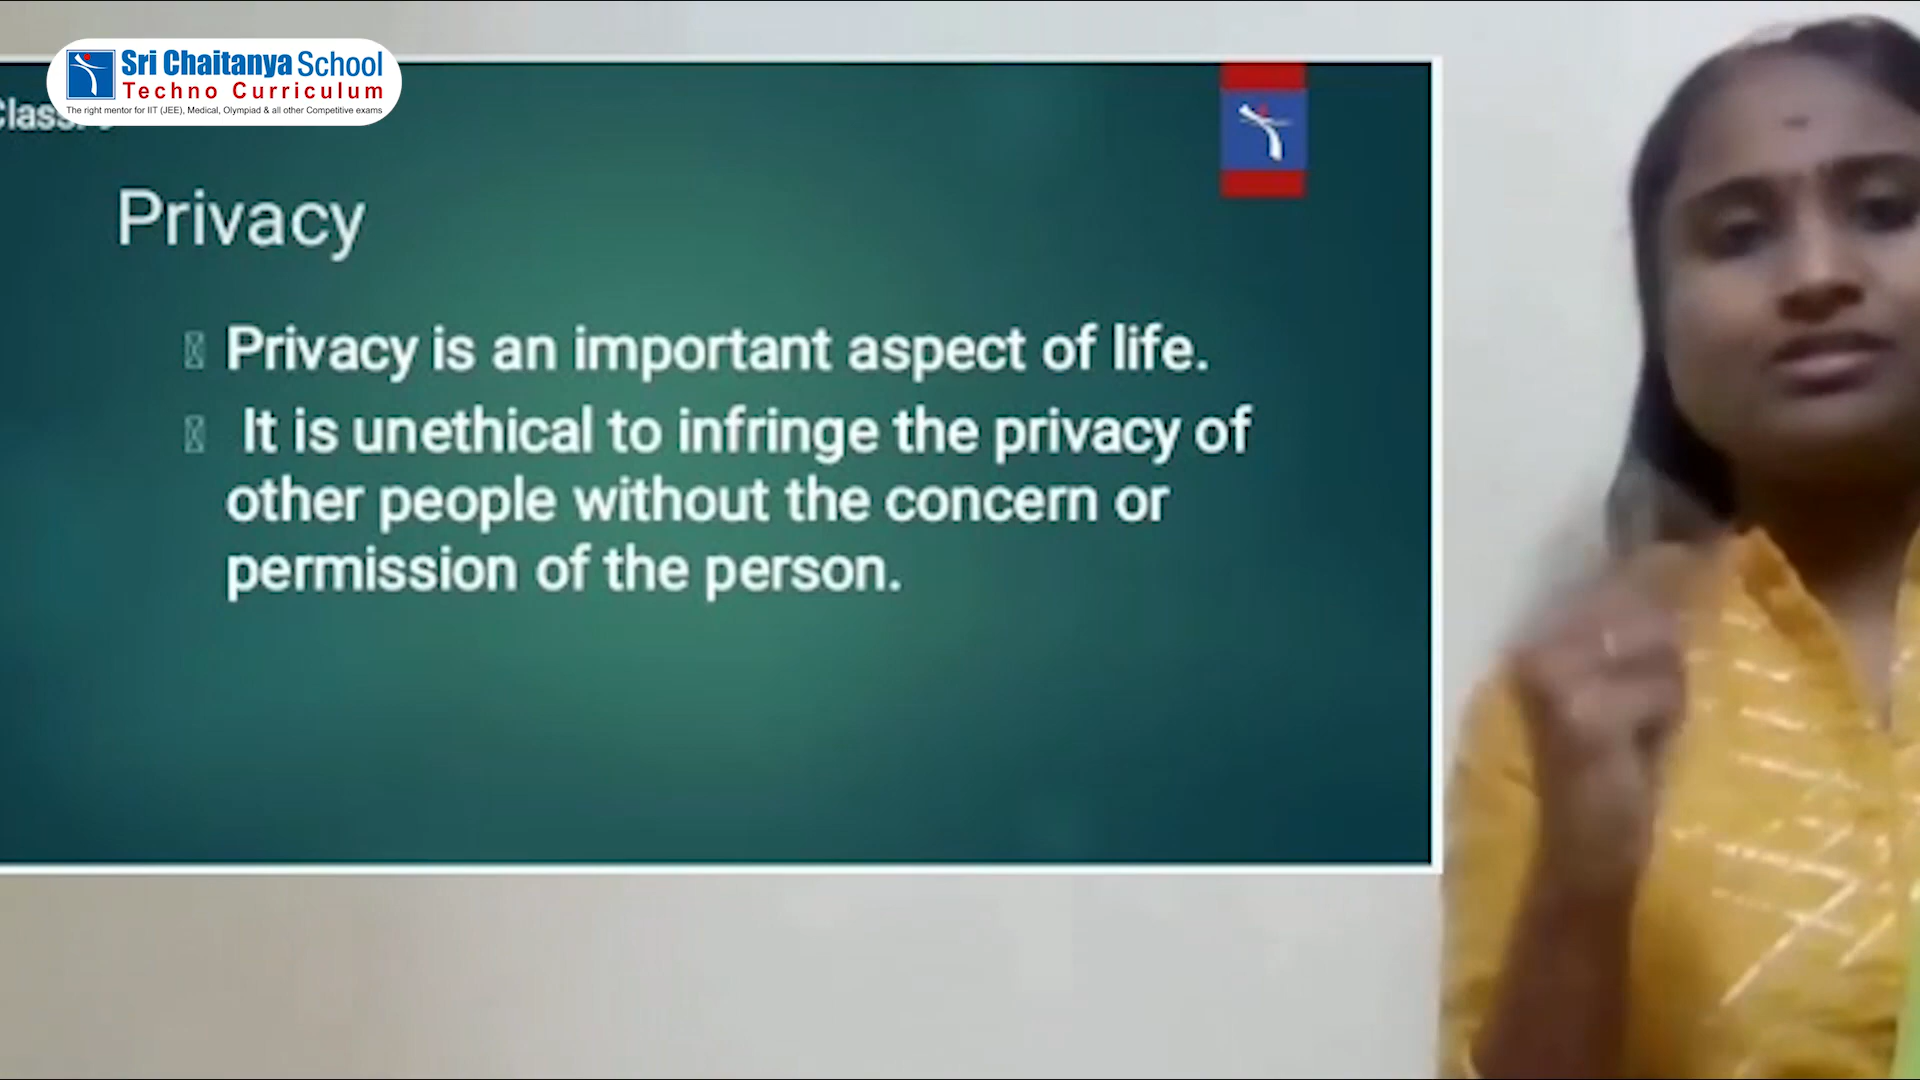 Sri Chaitanya School
Techno Curriculum
The right mentor for IIT (JEE), Medical, Olympiad & all other Competitive exams
Privacy
Privacy is an important aspect of life.
It is unethical to infringe the privacy of
other people without the concern or
permission of the person.